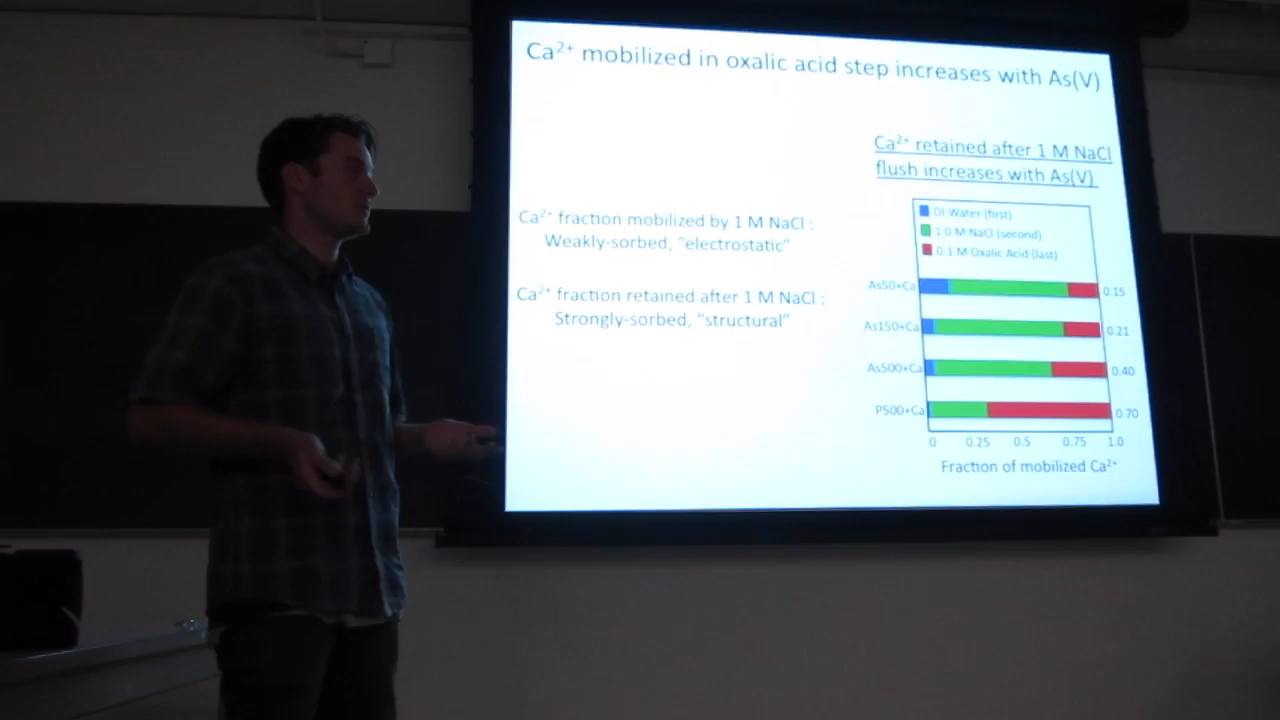 Ca²⁺ mobilized in oxalic acid step increases with As(V)
Ca²⁺ retained after 1 M NaCl
flush increases with As(V)
Ca²⁺ fraction mobilized by 1 M NaCl :
Weakly-sorbed, “electrostatic”
Ca²⁺ fraction retained after 1 M NaCl :
Strongly-sorbed, “structural”
DI Water (first)
1.0 M NaCl (second)
0.1 M Oxalic Acid (last)
As50+Ca 0.15
As150+Ca 0.21
As500+Ca 0.40
P500+Ca 0.70
0 0.25 0.5 0.75 1.0
Fraction of mobilized Ca²⁺